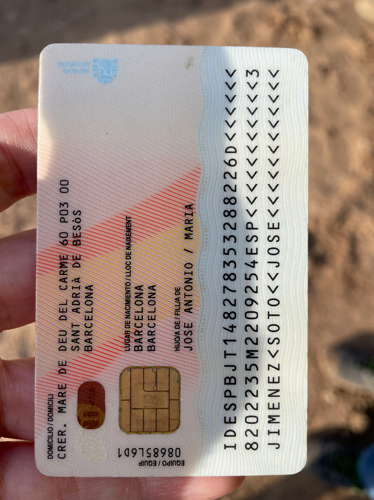 DOMICILIO / DOMICILI
CRER. MARE DE DEU DEL CARME 60 P03 00
SANT ADRIÀ DE BESÒS
BARCELONA
LUGAR DE NACIMIENTO / LLOC DE NAIXEMENT
BARCELONA
BARCELONA
HIJO/A DE / FILL/A DE
JOSE ANTONIO / MARIA
EQUIPO / EQUIP
08685L6D1
IDESPBJT148278353288226D<<<<<<
8202235M2209254ESP<<<<<<<<<<<3
JIMENEZ<SOTO<<JOSE<<<<<<<<<<<<